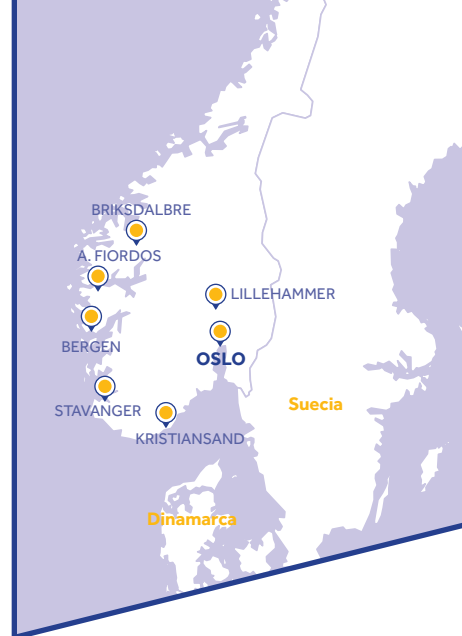 BRIKSDALBRE
A. FIORDOS
LILLEHAMMER
BERGEN
OSLO
STAVANGER
Suecia
KRISTIANSAND
Dinamarca